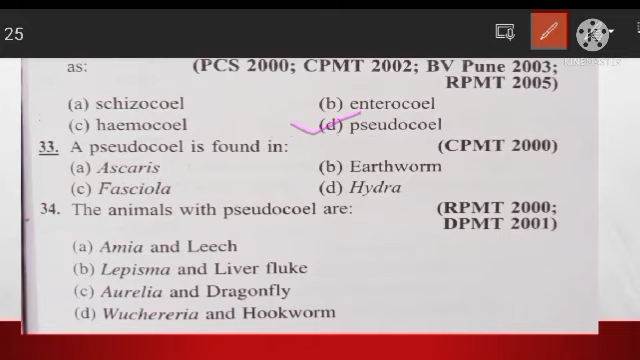 25
KINEMASTER
as: (PCS 2000; CPMT 2002; BV Pune 2003;
RPMT 2005)
(a) schizocoel (b) enterocoel
(c) haemocoel (d) pseudocoel
33. A pseudocoel is found in: (CPMT 2000)
(a) Ascaris (b) Earthworm
(c) Fasciola (d) Hydra
34. The animals with pseudocoel are: (RPMT 2000;
DPMT 2001)
(a) Amia and Leech
(b) Lepisma and Liver fluke
(c) Aurelia and Dragonfly
(d) Wuchereria and Hookworm